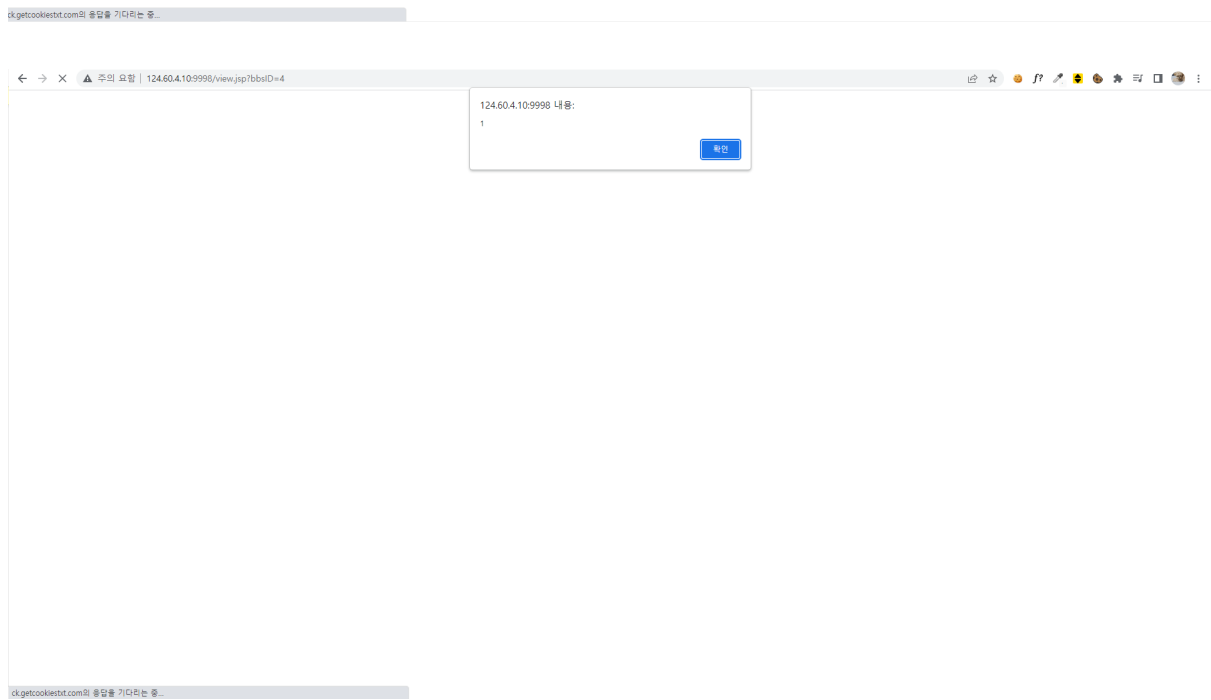 ck.getcookiestxt.com의 응답을 기다리는 중...
주의 요함 | 124.60.4.10:9998/view.jsp?bbsID=4
f?
124.60.4.10:9998 내용:
1
확인
ck.getcookiestxt.com의 응답을 기다리는 중...